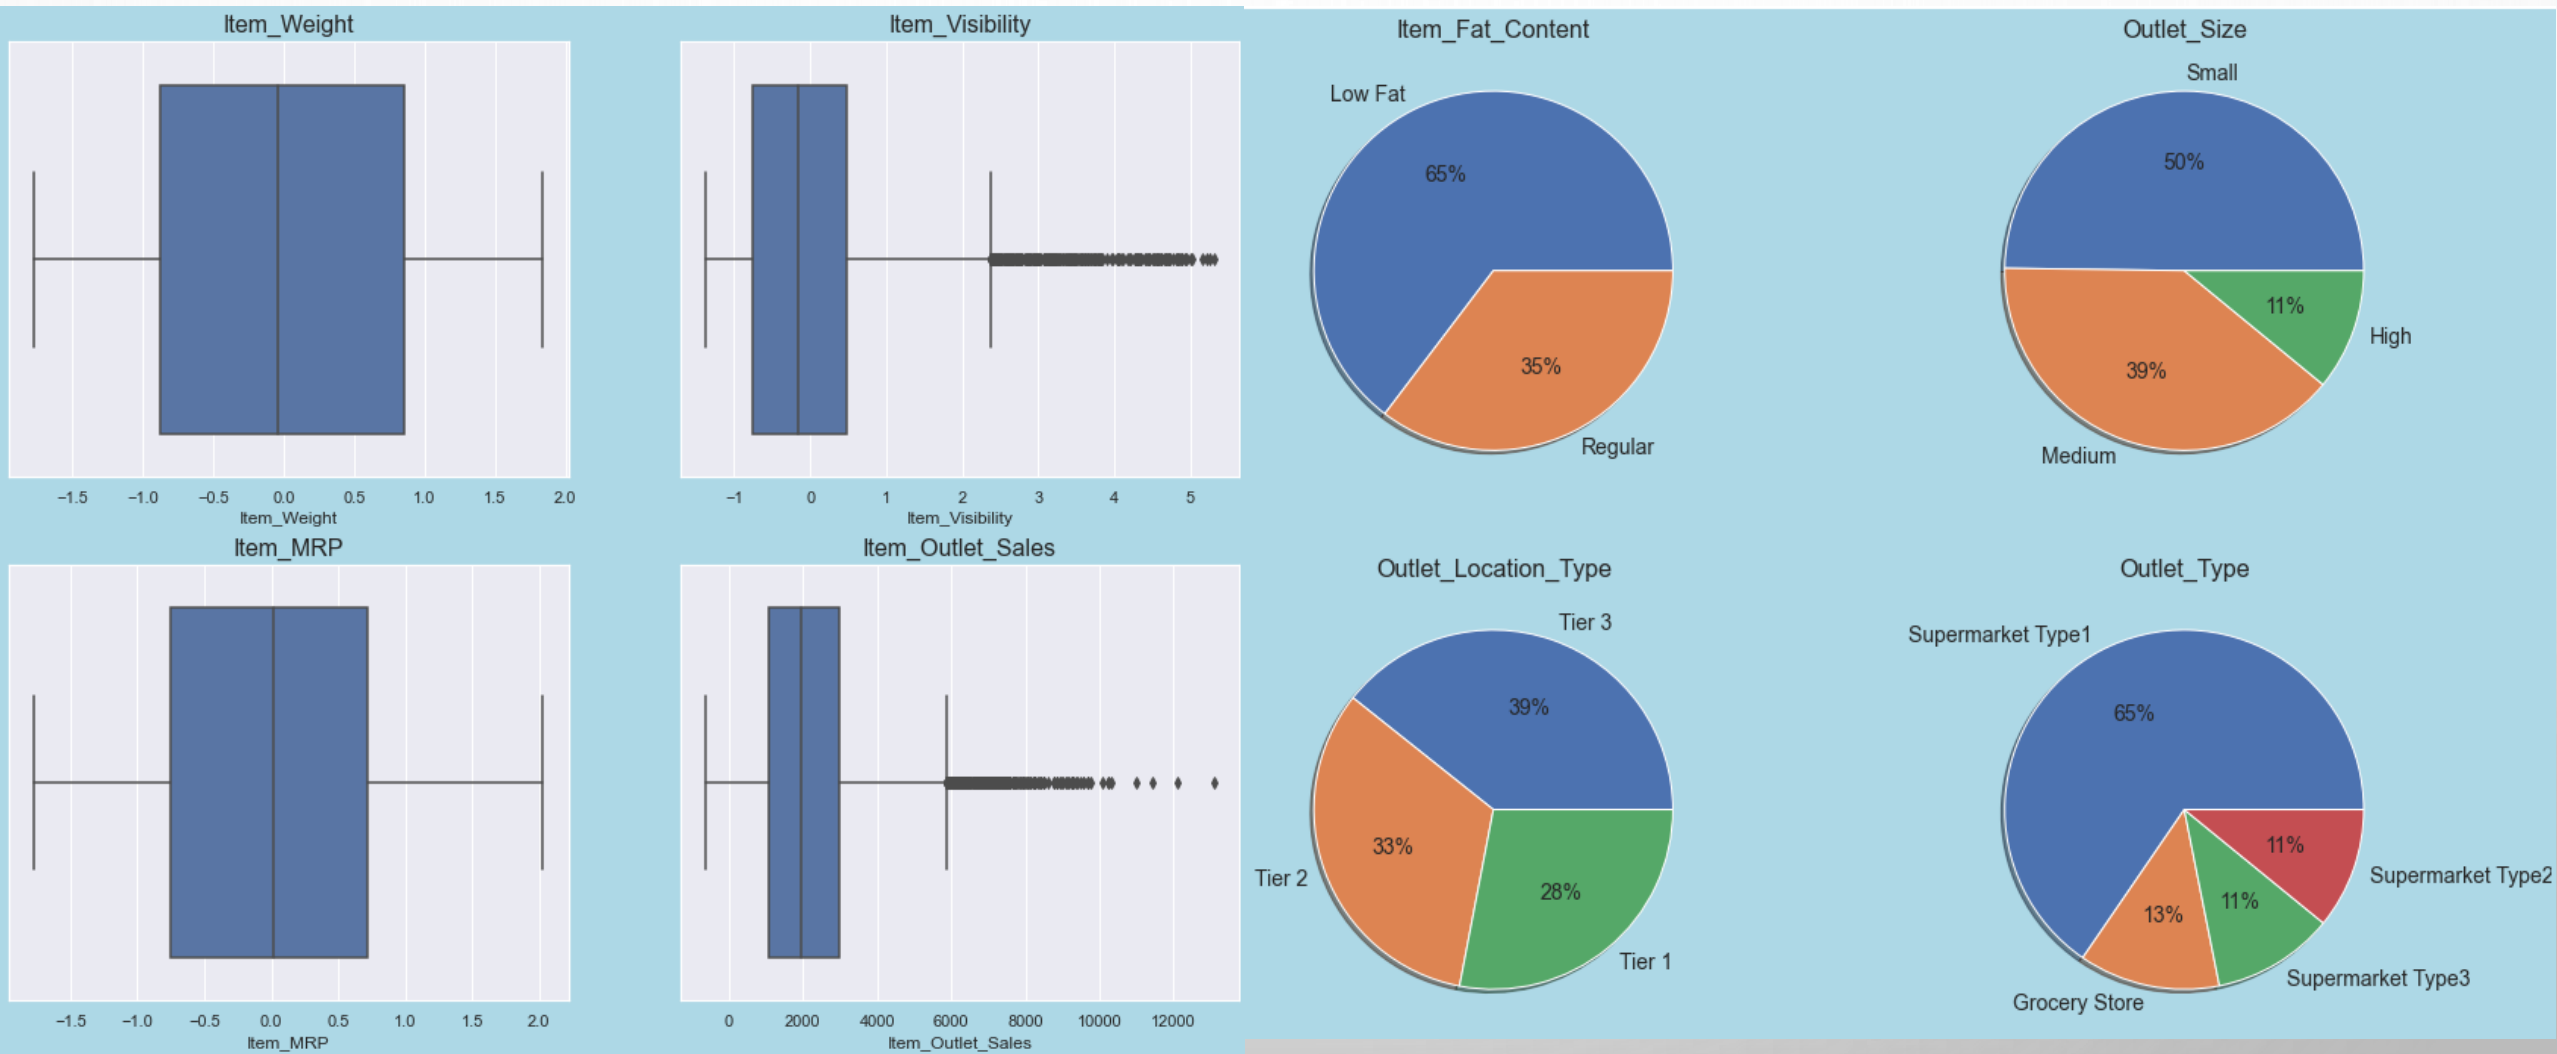 Item_Weight
−1.5 −1.0 −0.5 0.0 0.5 1.0 1.5 2.0
Item_Weight
Item_Visibility
−1 0 1 2 3 4 5
Item_Visibility
Item_MRP
−1.5 −1.0 −0.5 0.0 0.5 1.0 1.5 2.0
Item_MRP
Item_Outlet_Sales
0 2000 4000 6000 8000 10000 12000
Item_Outlet_Sales
Item_Fat_Content
Low Fat
65%
35%
Regular
Outlet_Size
Small
50%
11%
High
39%
Medium
Outlet_Location_Type
Tier 3
39%
33%
Tier 2
28%
Tier 1
Outlet_Type
Supermarket Type1
65%
11%
Supermarket Type2
11%
13%
Supermarket Type3
Grocery Store